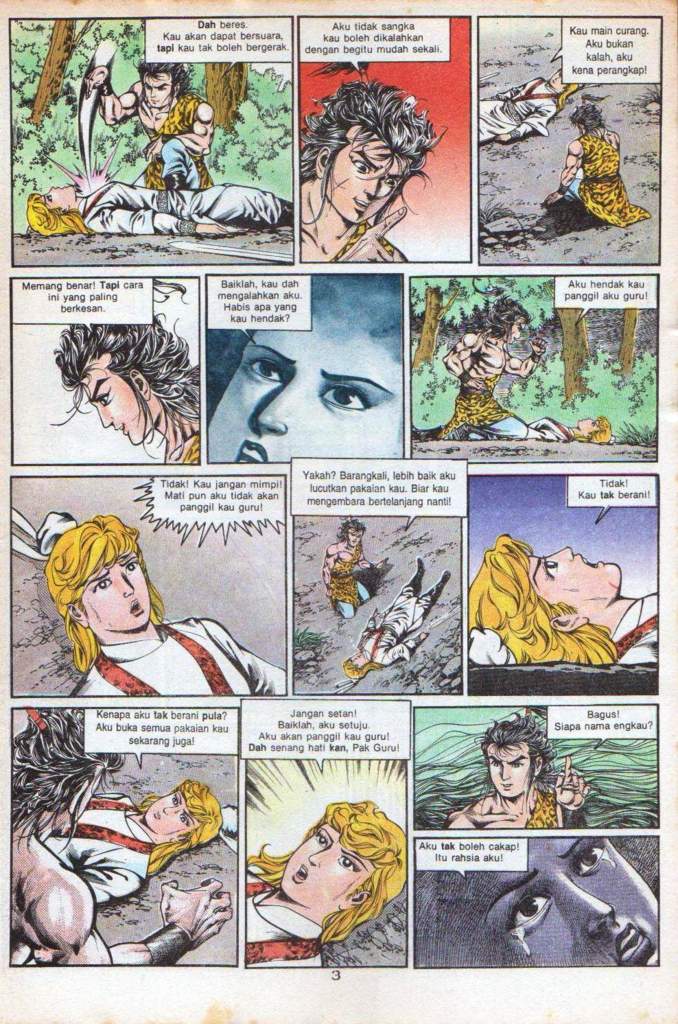 Dah beres.
Kau akan dapat bersuara,
tapi kau tak boleh bergerak.
Aku tidak sangka
kau boleh dikalahkan
dengan begitu mudah sekali.
Kau main curang.
Aku bukan
kalah, aku
kena perangkap!
Memang benar! Tapi cara
ini yang paling
berkesan.
Baiklah, kau dah
mengalahkan aku.
Habis apa yang
kau hendak?
Aku hendak kau
panggil aku guru!
Tidak! Kau jangan mimpi!
Mati pun aku tidak akan
panggil kau guru!
Yakah? Barangkali, lebih baik aku
lucutkan pakaian kau. Biar kau
mengembara bertelanjang nanti!
Tidak!
Kau tak berani!
Kenapa aku tak berani pula?
Aku buka semua pakaian kau
sekarang juga!
Jangan setan!
Baiklah, aku setuju.
Aku akan panggil kau guru!
Dah senang hati kan, Pak Guru!
Bagus!
Siapa nama engkau?
Aku tak boleh cakap!
Itu rahsia aku!
3